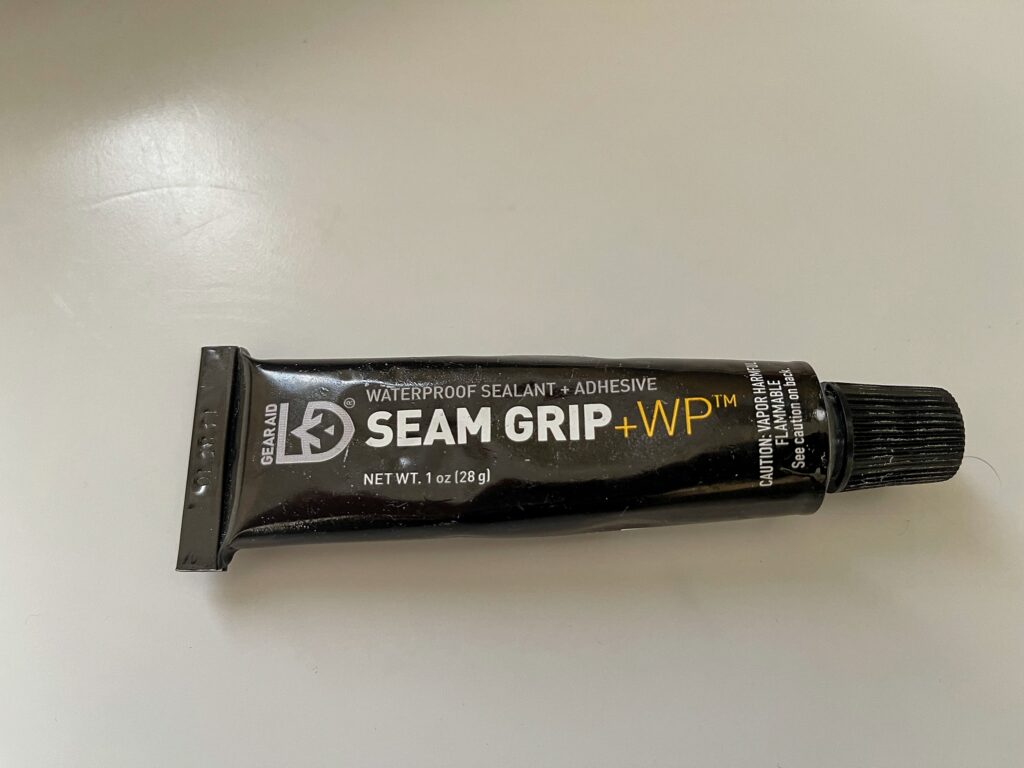 GEAR AID
®
WATERPROOF SEALANT + ADHESIVE
SEAM GRIP +WP™
NET WT. 1 oz (28 g)
CAUTION: VAPOR HARMFUL
FLAMMABLE
See caution on back